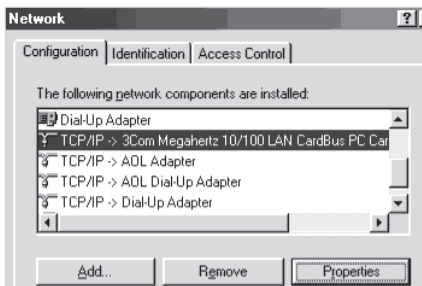 Network ?
Configuration Identification Access Control
The following network components are installed:
Dial-Up Adapter
TCP/IP -> 3Com Megahertz 10/100 LAN CardBus PC Car
TCP/IP -> AOL Adapter
TCP/IP -> AOL Dial-Up Adapter
TCP/IP -> Dial-Up Adapter
Add... Remove Properties